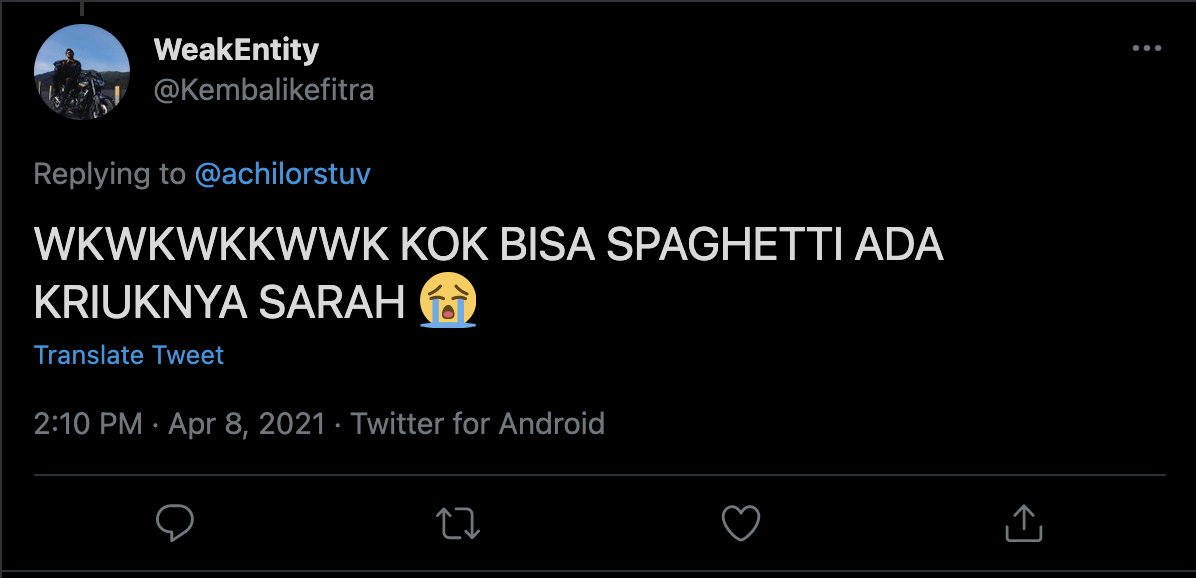 WeakEntity
@Kembalikefitra
Replying to @achilorstuv
WKWKWKKWWK KOK BISA SPAGHETTI ADA
KRIUKNYA SARAH 😭
Translate Tweet
2:10 PM · Apr 8, 2021 · Twitter for Android